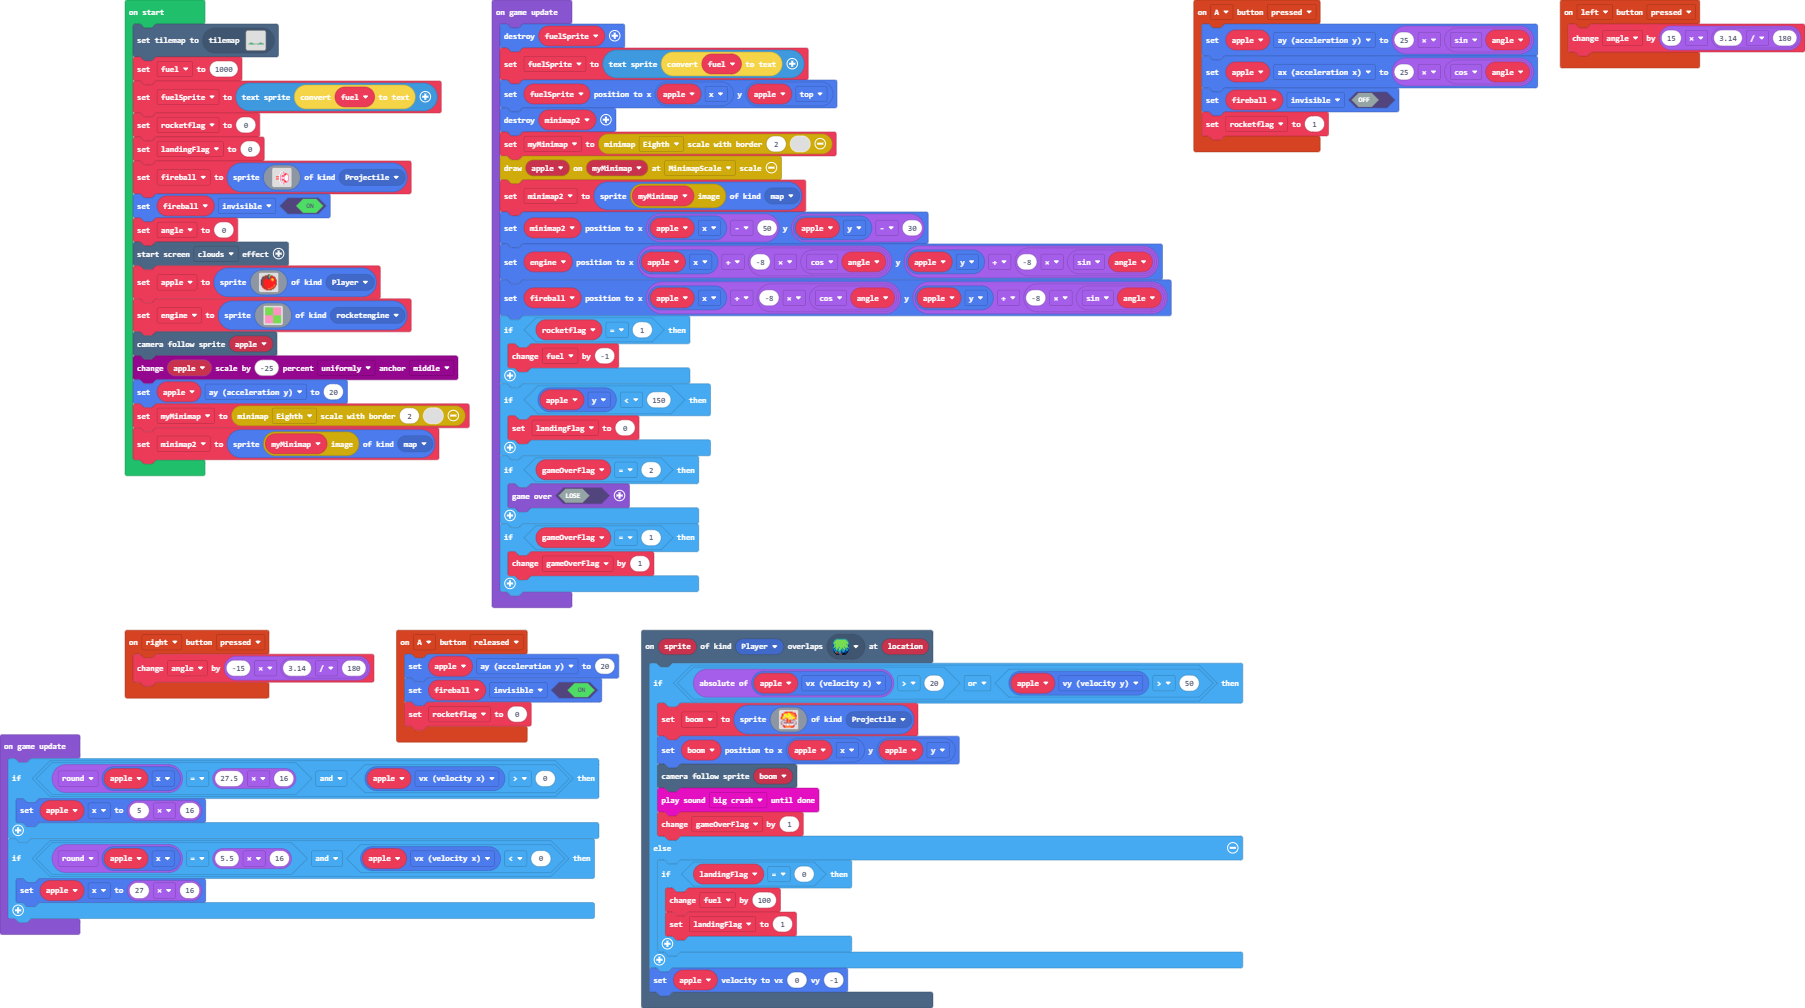 on start
set tilemap to tilemap
set fuel to 1000
set fuelSprite to text sprite convert fuel to text
set rocketflag to 0
set landingFlag to 0
set fireball to sprite of kind Projectile
set fireball invisible ON
set angle to 0
start screen clouds effect
set apple to sprite of kind Player
set engine to sprite of kind rocketengine
camera follow sprite apple
change apple scale by -25 percent uniformly anchor middle
set apple ay (acceleration y) to 20
set myMinimap to minimap Eighth scale with border 2
set minimap2 to sprite myMinimap image of kind map
on game update
destroy fuelSprite
set fuelSprite to text sprite convert fuel to text
set fuelSprite position to x apple x y apple top
destroy minimap2
set myMinimap to minimap Eighth scale with border 2
draw apple on myMinimap at MinimapScale scale
set minimap2 to sprite myMinimap image of kind map
set minimap2 position to x apple x - 50 y apple y - 30
set engine position to x apple x + -8 × cos angle y apple y + -8 × sin angle
set fireball position to x apple x + -8 × cos angle y apple y + -8 × sin angle
if rocketflag = 1 then
change fuel by -1
if apple y < 150 then
set landingFlag to 0
if gameOverFlag = 2 then
game over LOSE
if gameOverFlag = 1 then
change gameOverFlag by 1
on A button pressed
set apple ay (acceleration y) to 25 × sin angle
set apple ax (acceleration x) to 25 × cos angle
set fireball invisible OFF
set rocketflag to 1
on left button pressed
change angle by 15 × 3.14 / 180
on right button pressed
change angle by -15 × 3.14 / 180
on A button released
set apple ay (acceleration y) to 20
set fireball invisible ON
set rocketflag to 0
on sprite of kind Player overlaps at location
if absolute of apple vx (velocity x) > 20 or apple vy (velocity y) > 50 then
set boom to sprite of kind Projectile
set boom position to x apple x y apple y
camera follow sprite boom
play sound big crash until done
change gameOverFlag by 1
else
if landingFlag = 0 then
change fuel by 100
set landingFlag to 1
set apple velocity to vx 0 vy -1
on game update
if round apple x = 27.5 × 16 and apple vx (velocity x) > 0 then
set apple x to 5 × 16
if round apple x = 5.5 × 16 and apple vx (velocity x) < 0 then
set apple x to 27 × 16